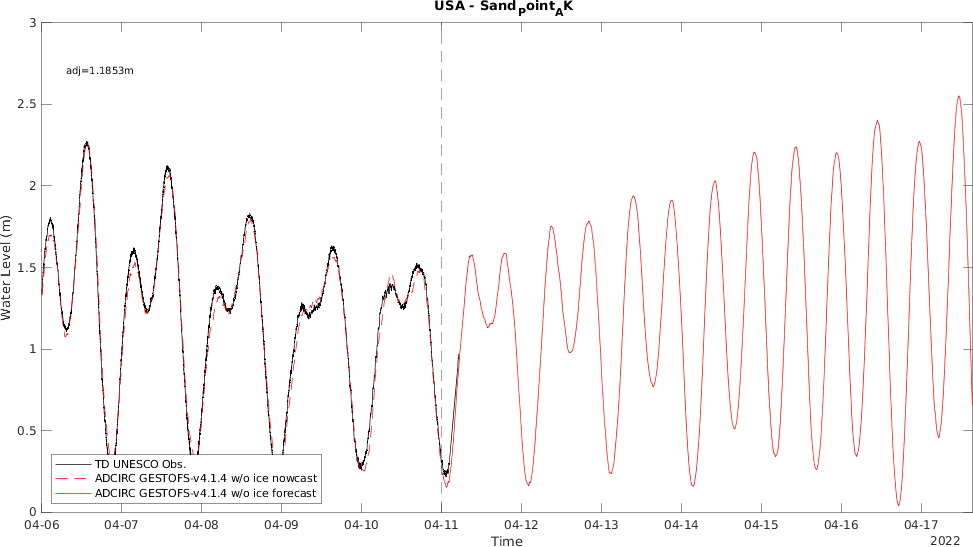 USA - Sand_Point_AK
adj=1.1853m
3
2.5
2
1.5
1
0.5
0
Water Level (m)
TD UNESCO Obs.
ADCIRC GESTOFS-v4.1.4 w/o ice nowcast
ADCIRC GESTOFS-v4.1.4 w/o ice forecast
04-06 04-07 04-08 04-09 04-10 04-11 04-12 04-13 04-14 04-15 04-16 04-17
Time
2022